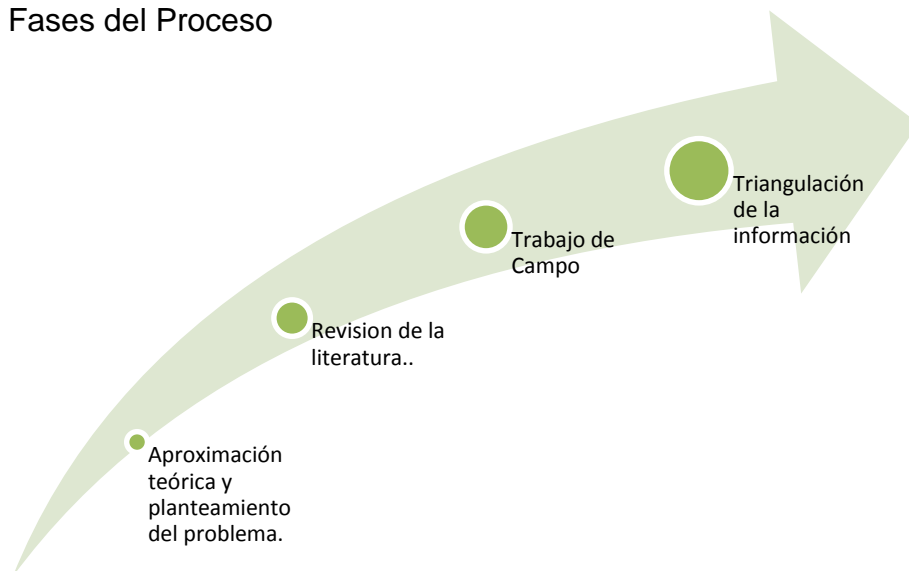 Fases del Proceso
Aproximación
teórica y
planteamiento
del problema.
Revision de la
literatura..
Trabajo de
Campo
Triangulación
de la
información